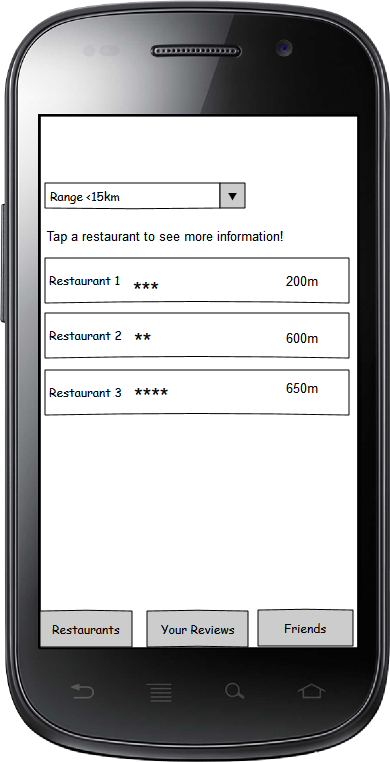 Range <15km
Tap a restaurant to see more information!
Restaurant 1 *** 200m
Restaurant 2 ** 600m
Restaurant 3 **** 650m
Restaurants Your Reviews Friends